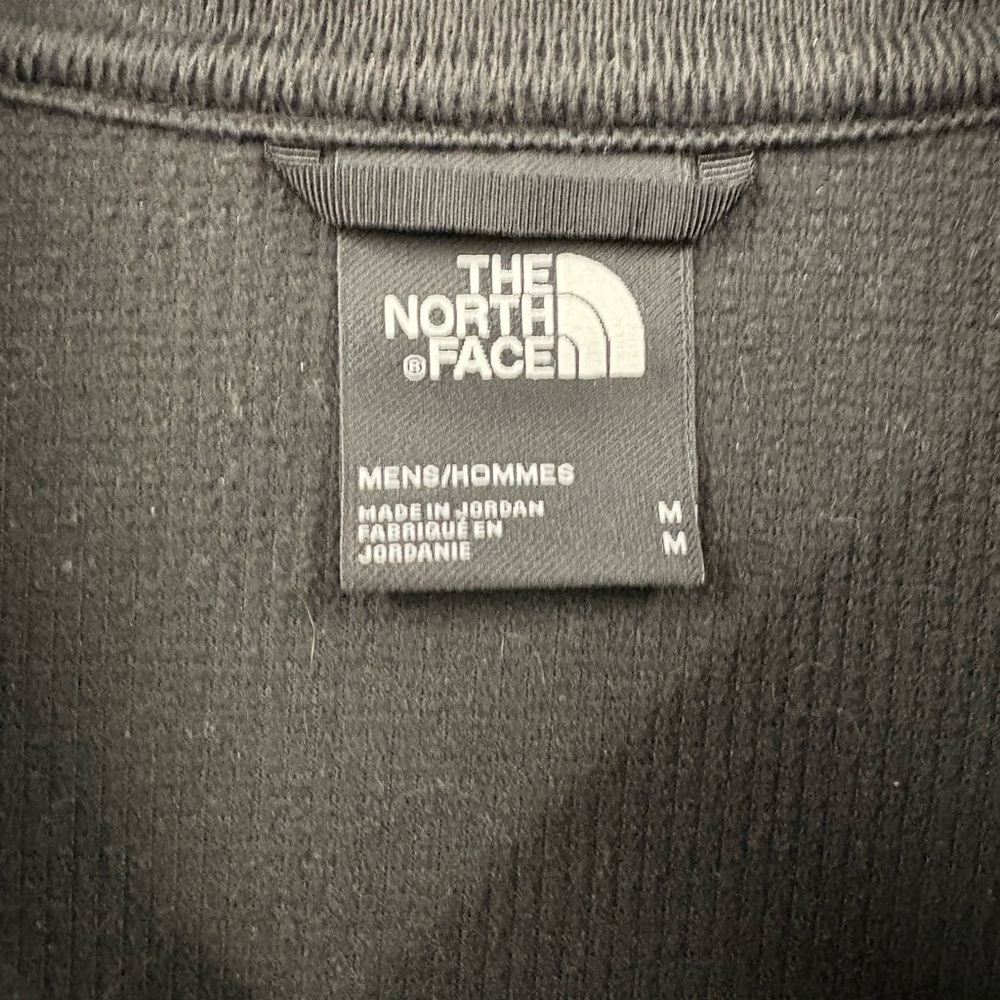 THE
NORTH
®FACE
MENS/HOMMES
MADE IN JORDAN M
FABRIQUÉ EN
JORDANIE M